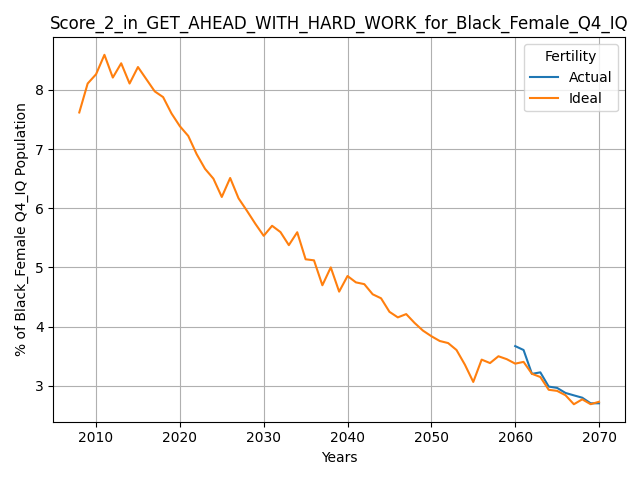 Score_2_in_GET_AHEAD_WITH_HARD_WORK_for_Black_Female_Q4_IQ
Fertility
Actual
Ideal
% of Black_Female Q4_IQ Population
8
7
6
5
4
3
2010 2020 2030 2040 2050 2060 2070
Years